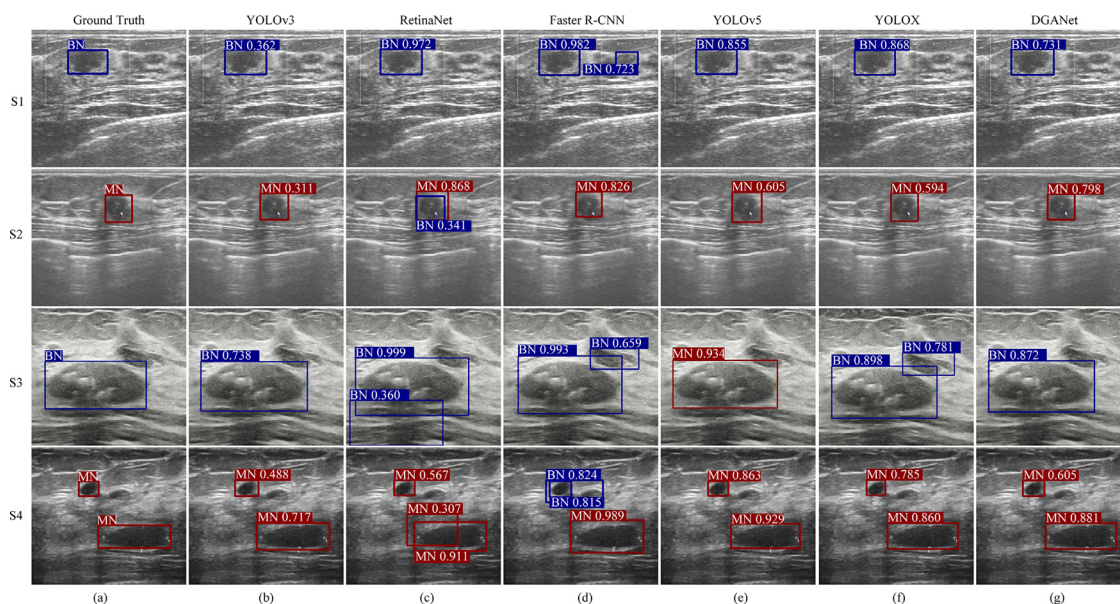 Ground Truth YOLOv3 RetinaNet Faster R-CNN YOLOv5 YOLOX DGANet
S1
BN
BN 0.362
BN 0.972
BN 0.982
BN 0.723
BN 0.855
BN 0.868
BN 0.731
S2
MN
MN 0.311
MN 0.868
BN 0.341
MN 0.826
MN 0.605
MN 0.594
MN 0.798
S3
BN
BN 0.738
BN 0.999
BN 0.360
BN 0.993
BN 0.659
MN 0.934
BN 0.898
BN 0.781
BN 0.872
S4
MN
MN
MN 0.488
MN 0.717
MN 0.567
MN 0.307
MN 0.911
BN 0.824
BN 0.815
MN 0.989
MN 0.863
MN 0.929
MN 0.785
MN 0.860
MN 0.605
MN 0.881
(a) (b) (c) (d) (e) (f) (g)